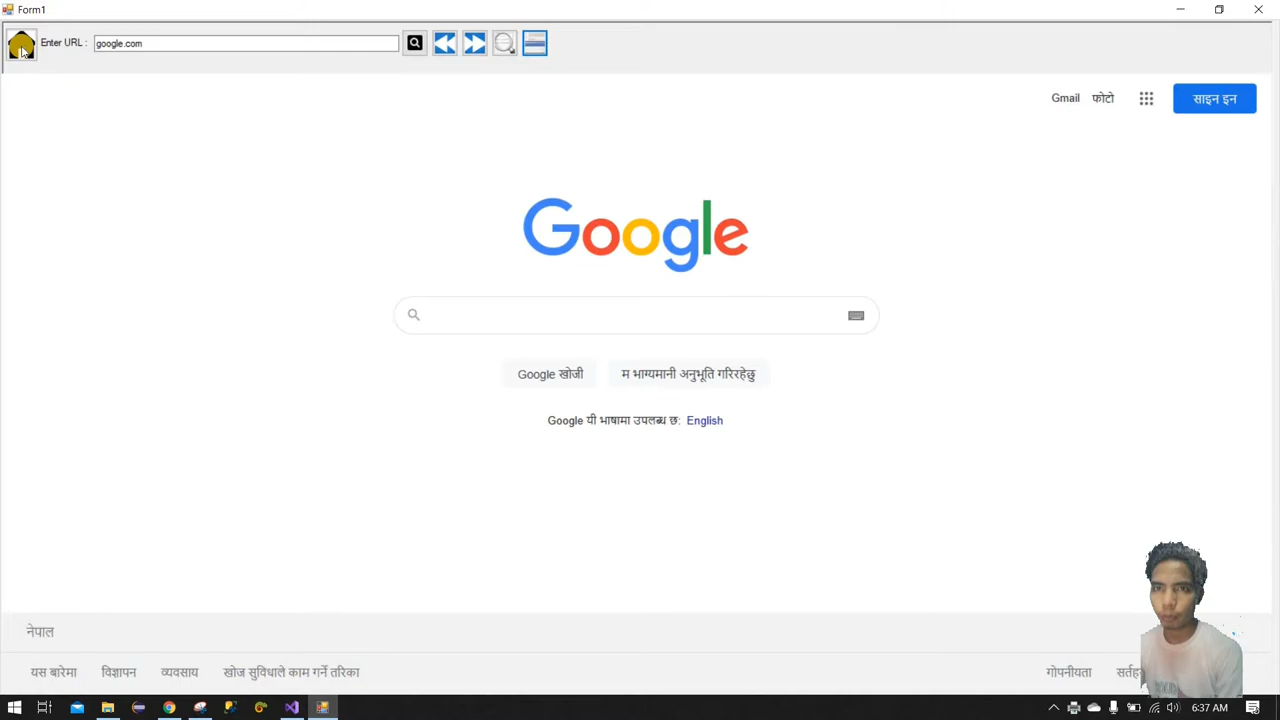 Form1
Enter URL :
google.com
Gmail
फोटो
साइन इन
Google
Google खोजी
म भाग्यमानी अनुभूति गरिरहेछु
Google यी भाषामा उपलब्ध छ: English
नेपाल
यस बारेमा
विज्ञापन
व्यवसाय
खोज सुविधाले काम गर्ने तरिका
गोपनीयता
6:37 AM